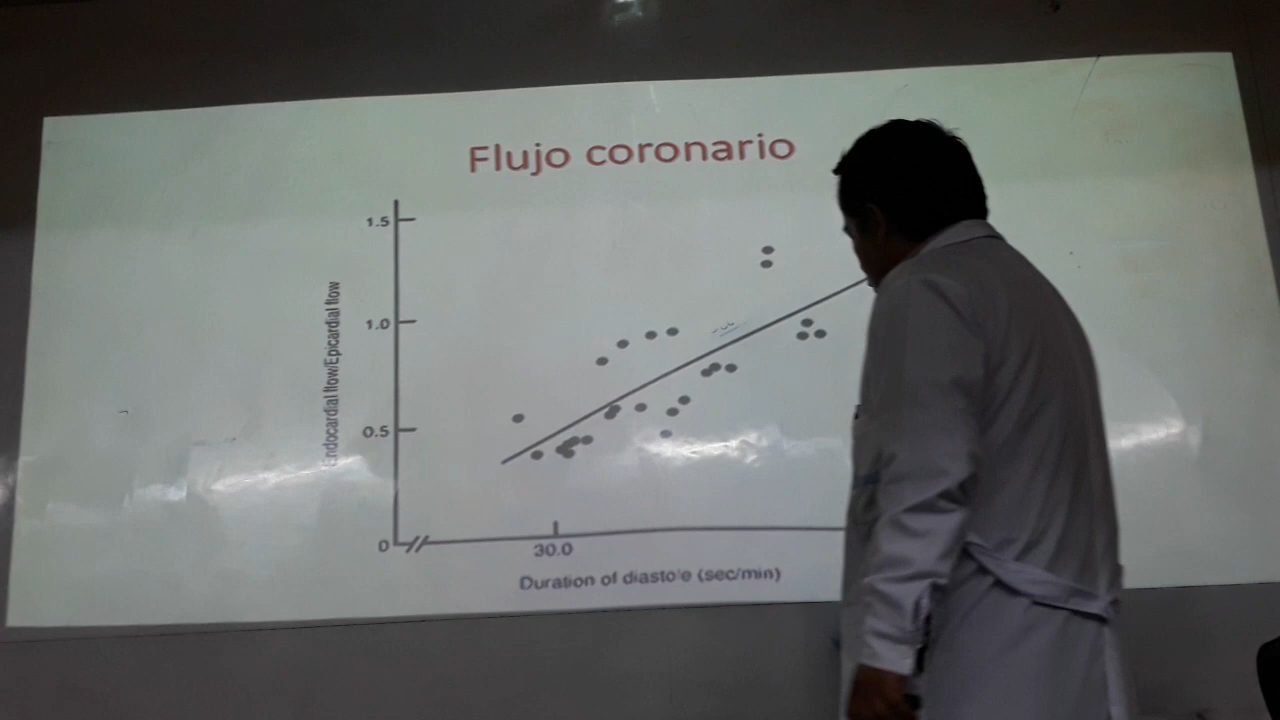 Flujo coronario
1.5
1.0
0.5
0
Endocardial flow/Epicardial flow
30.0
Duration of diastole (sec/min)